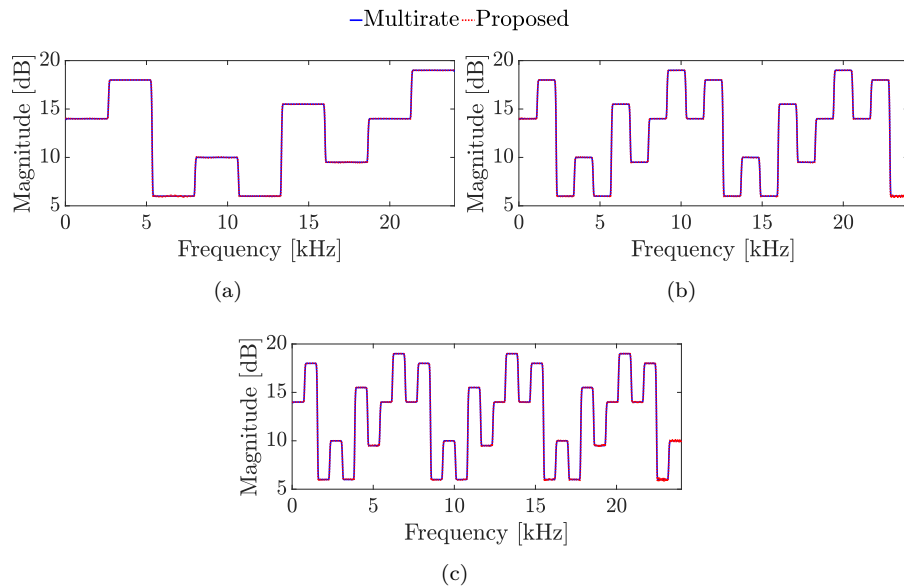 Multirate Proposed
20
15
10
5
Magnitude [dB]
0 5 10 15 20
Frequency [kHz]
(a)
20
15
10
5
Magnitude [dB]
0 5 10 15 20
Frequency [kHz]
(b)
20
15
10
5
Magnitude [dB]
0 5 10 15 20
Frequency [kHz]
(c)